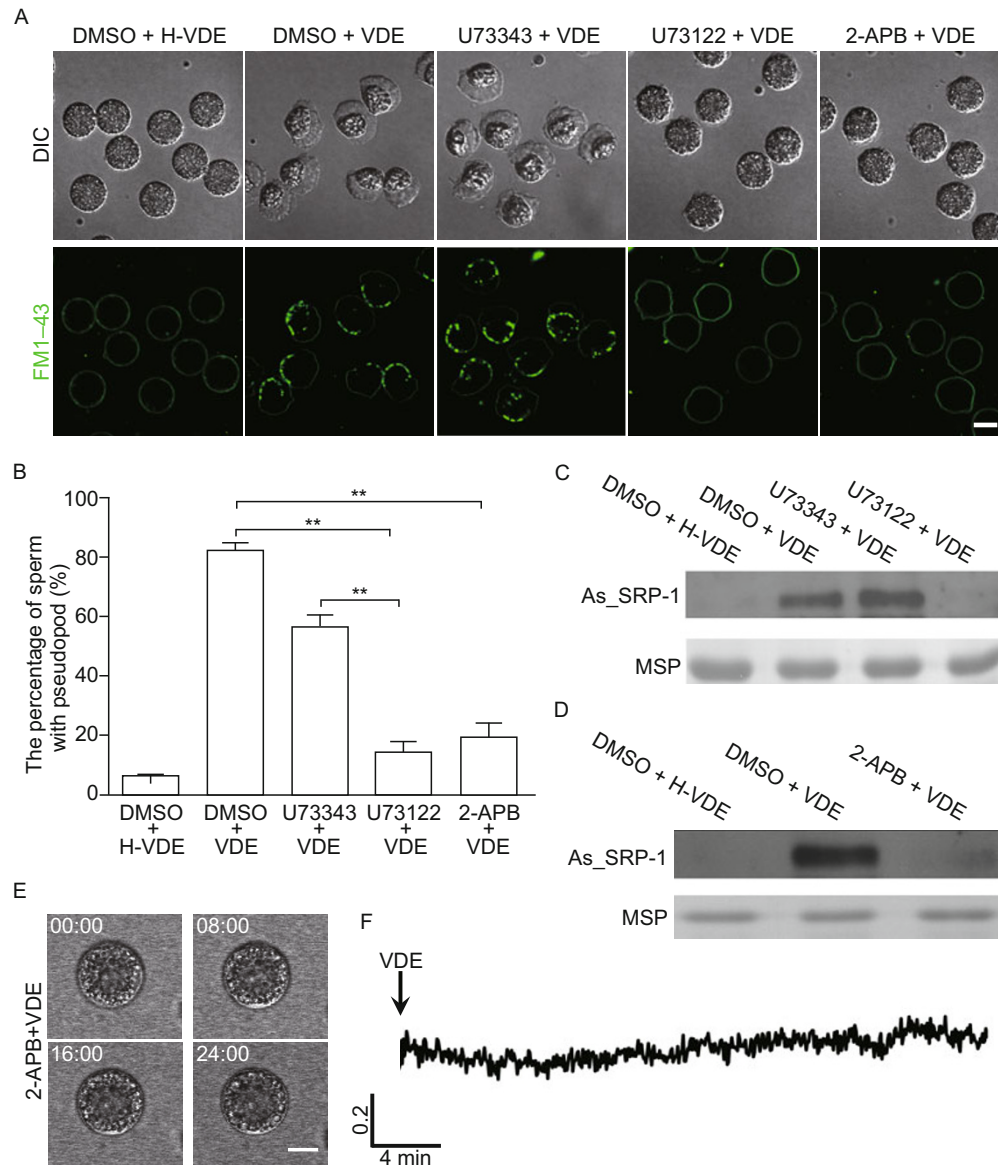 A
DMSO + H-VDE
DMSO + VDE
U73343 + VDE
U73122 + VDE
2-APB + VDE
DIC
FM1–43
B
The percentage of sperm
with pseudopod (%)
100
80
60
40
20
0
**
**
**
DMSO
+
H-VDE
DMSO
+
VDE
U73343
+
VDE
U73122
+
VDE
2-APB
+
VDE
C
DMSO + H-VDE
DMSO + VDE
U73343 + VDE
U73122 + VDE
As_SRP-1
MSP
D
DMSO + H-VDE
DMSO + VDE
2-APB + VDE
As_SRP-1
MSP
E
2-APB+VDE
00:00
08:00
16:00
24:00
F
VDE
0.2
4 min